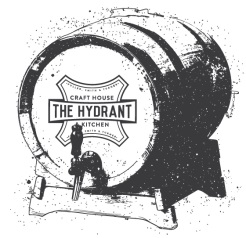 CRAFT HOUSE
THE HYDRANT
KITCHEN